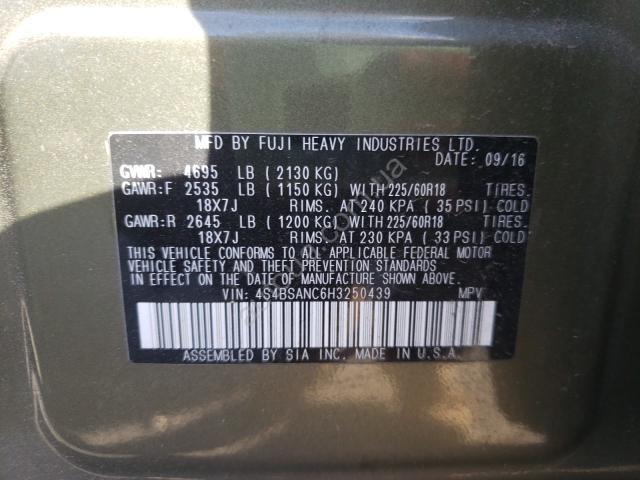 MFD BY FUJI HEAVY INDUSTRIES LTD.
DATE: 09/16
GVWR: 4695 LB ( 2130 KG)
GAWR:F 2535 LB ( 1150 KG) WITH 225/60R18 TIRES.
18X7J RIMS. AT 240 KPA ( 35 PSI) COLD
GAWR:R 2645 LB ( 1200 KG) WITH 225/60R18 TIRES.
18X7J RIMS. AT 230 KPA ( 33 PSI) COLD
THIS VEHICLE CONFORMS TO ALL APPLICABLE FEDERAL MOTOR
VEHICLE SAFETY AND THEFT PREVENTION STANDARDS
IN EFFECT ON THE DATE OF MANUFACTURE SHOWN ABOVE.
VIN: 4S4BSANC6H3250439 MPV
ASSEMBLED BY SIA INC. MADE IN U.S.A.